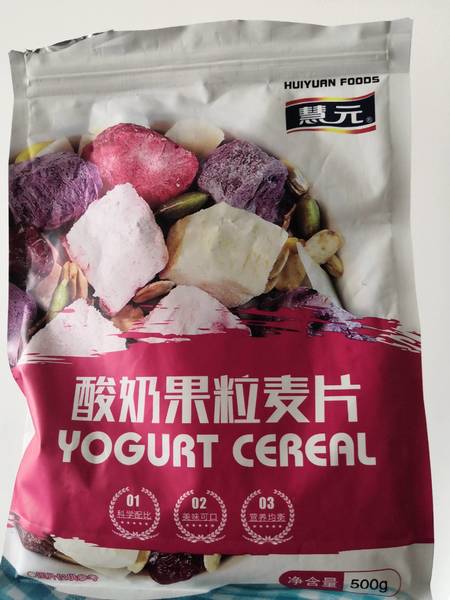 HUIYUAN FOODS
慧元®
酸奶果粒麦片
YOGURT CEREAL
01
科学配比
02
美味可口
03
营养均衡
净含量 500g